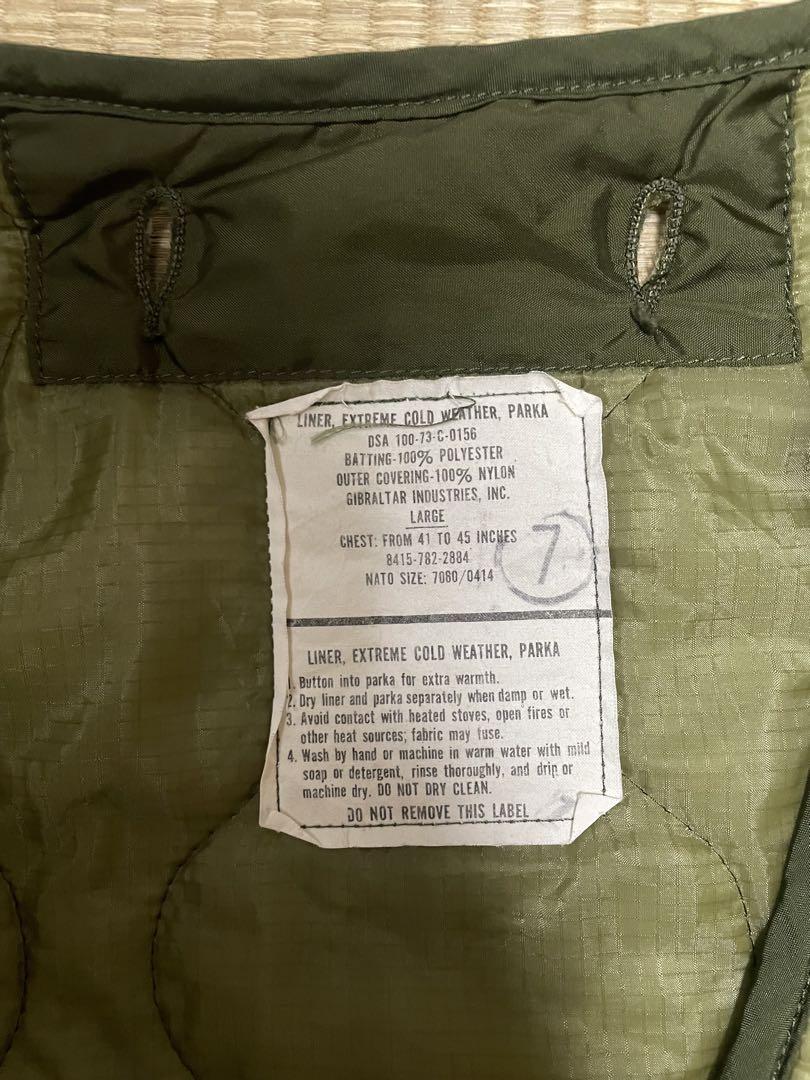 LINER, EXTREME COLD WEATHER, PARKA
DSA 100-73-C-0156
BATTING-100% POLYESTER
OUTER COVERING-100% NYLON
GIBRALTAR INDUSTRIES, INC.
LARGE
CHEST: FROM 41 TO 45 INCHES
8415-782-2884
NATO SIZE: 7080/0414
7
LINER, EXTREME COLD WEATHER, PARKA
1. Button into parka for extra warmth.
2. Dry liner and parka separately when damp or wet.
3. Avoid contact with heated stoves, open fires or
other heat sources; fabric may fuse.
4. Wash by hand or machine in warm water with mild
soap or detergent, rinse thoroughly, and drip or
machine dry. DO NOT DRY CLEAN.
DO NOT REMOVE THIS LABEL